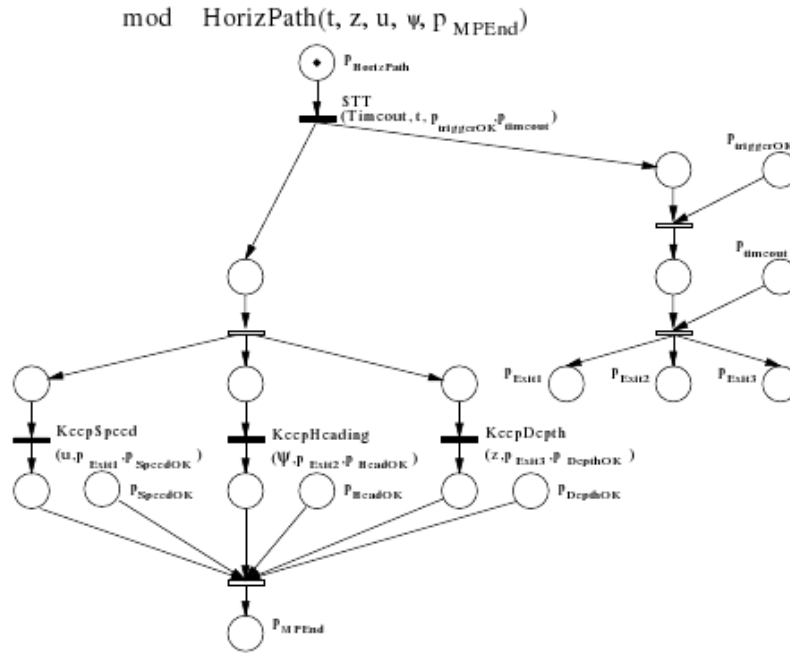 mod HorizPath(t, z, u, ψ, p MPEnd)
p HorizPath
STT
(Timeout, t, p triggerOK, p timeout)
p triggerOK
p timeout
p Exit1
p Exit2
p Exit3
KeepSpeed
(u, p Exit1, p SpeedOK)
KeepHeading
(ψ, p Exit2, p HeadOK)
KeepDepth
(z, p Exit3, p DepthOK)
p SpeedOK
p HeadOK
p DepthOK
p MPEnd